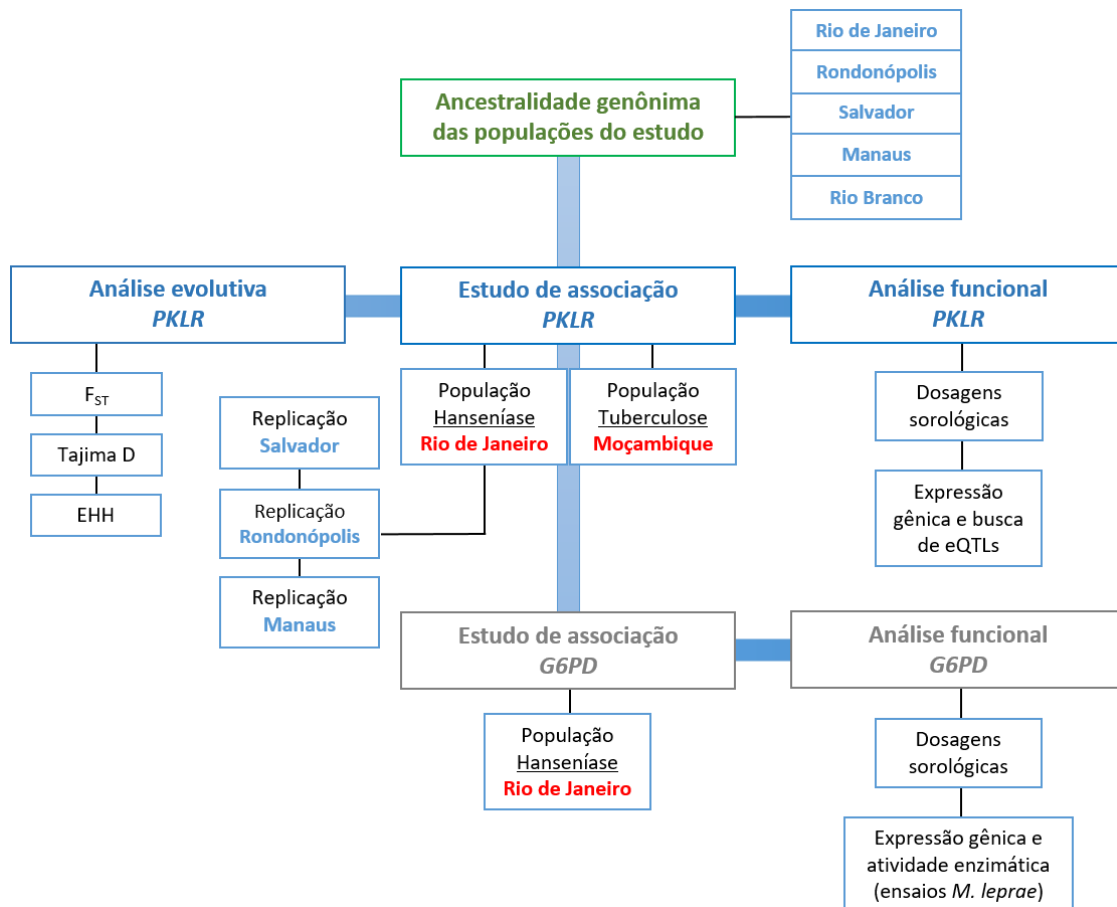 Rio de Janeiro
Rondonópolis
Salvador
Manaus
Rio Branco
Ancestralidade genônima
das populações do estudo
Análise evolutiva
PKLR
Estudo de associação
PKLR
Análise funcional
PKLR
FST
Tajima D
EHH
Replicação
Salvador
Replicação
Rondonópolis
Replicação
Manaus
População
Hanseníase
Rio de Janeiro
População
Tuberculose
Moçambique
Dosagens
sorológicas
Expressão
gênica e busca
de eQTLs
Estudo de associação
G6PD
Análise funcional
G6PD
População
Hanseníase
Rio de Janeiro
Dosagens
sorológicas
Expressão gênica e
atividade enzimática
(ensaios M. leprae)